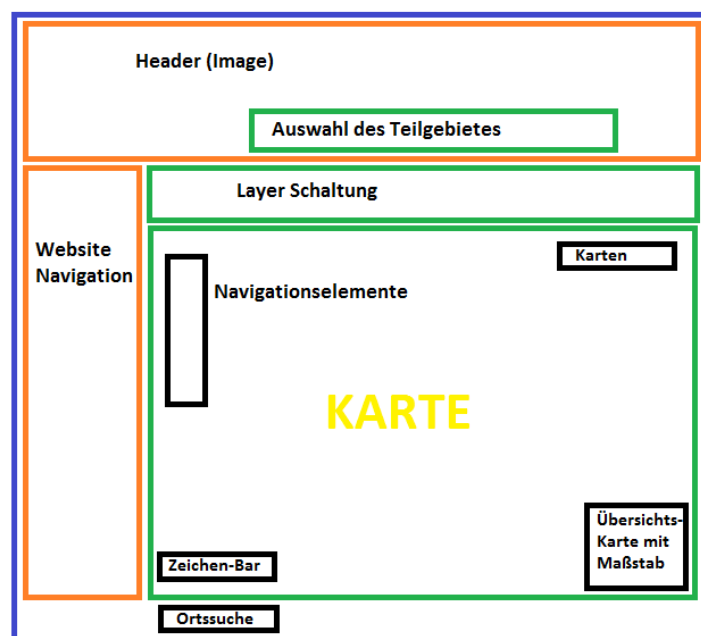 Header (Image)
Auswahl des Teilgebietes
Layer Schaltung
Website
Navigation
Karten
Navigationselemente
KARTE
Übersichts-
Karte mit
Maßstab
Zeichen-Bar
Ortssuche